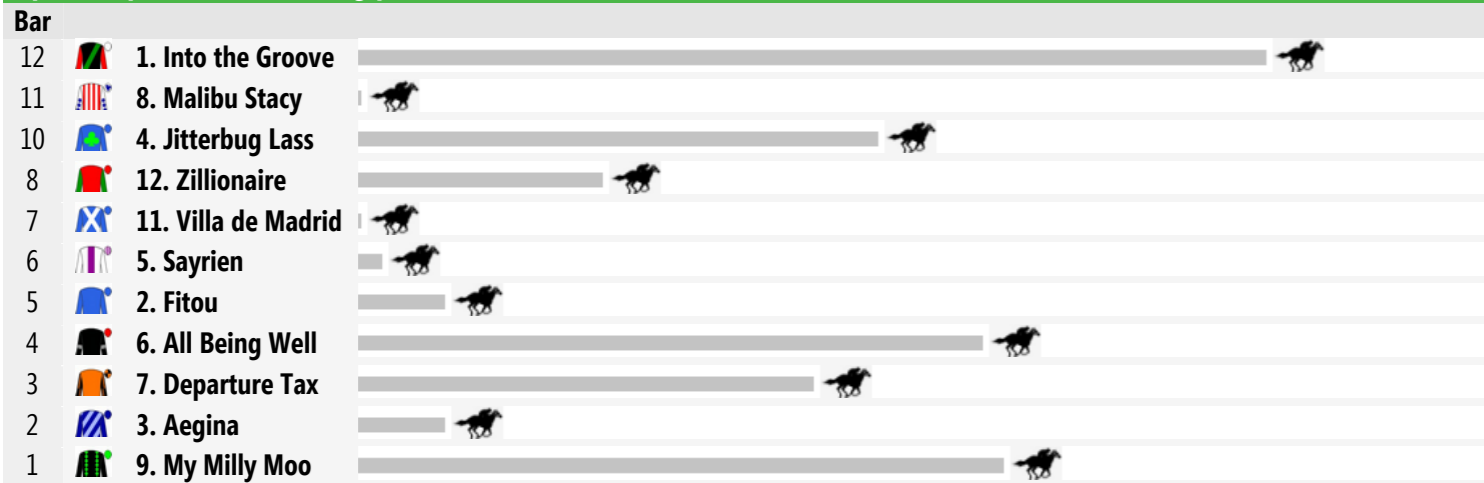 Bar
12 1. Into the Groove
11 8. Malibu Stacy
10 4. Jitterbug Lass
8 12. Zillionaire
7 11. Villa de Madrid
6 5. Sayrien
5 2. Fitou
4 6. All Being Well
3 7. Departure Tax
2 3. Aegina
1 9. My Milly Moo